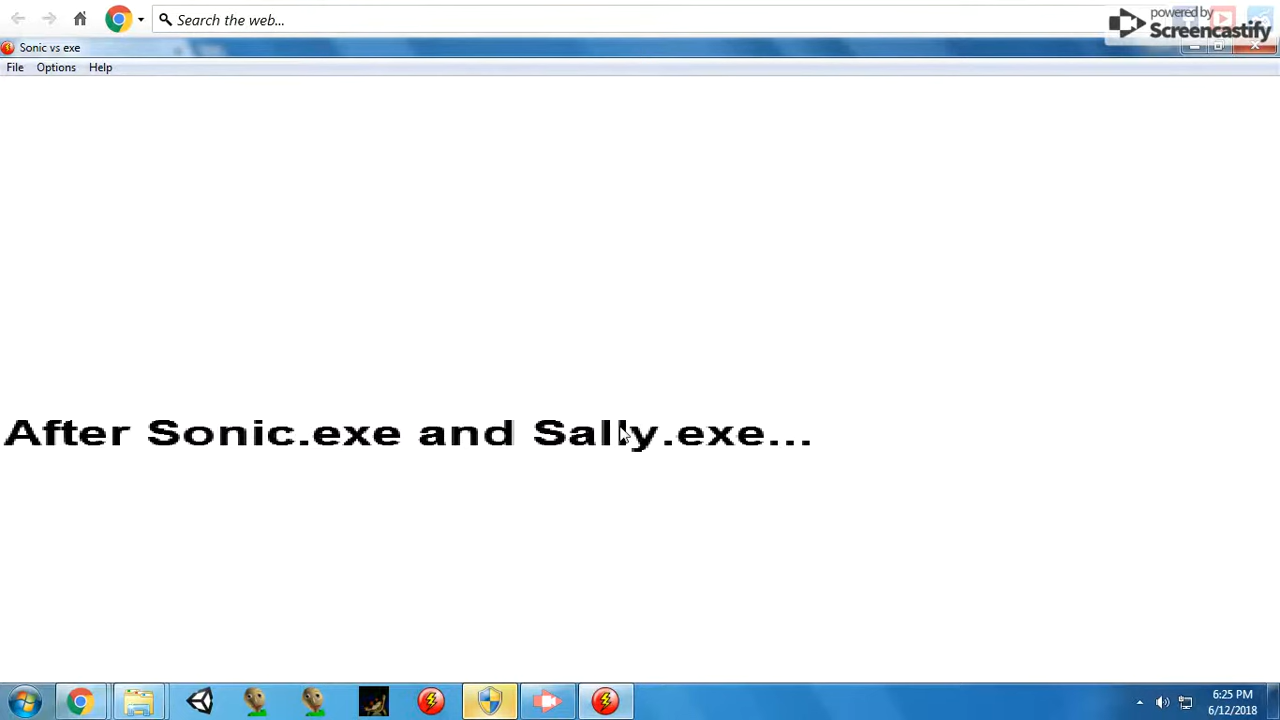 Search the web...
powered by
Screencastify
Sonic vs exe
File Options Help
After Sonic.exe and Sally.exe...
6:25 PM
6/12/2018